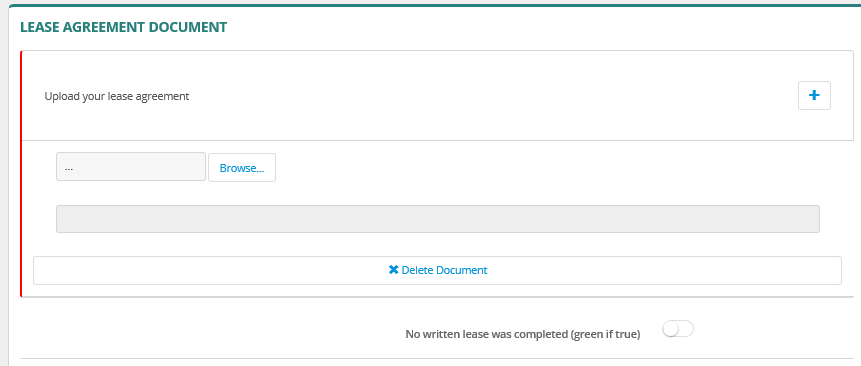 LEASE AGREEMENT DOCUMENT
Upload your lease agreement
... Browse...
Delete Document
No written lease was completed (green if true)